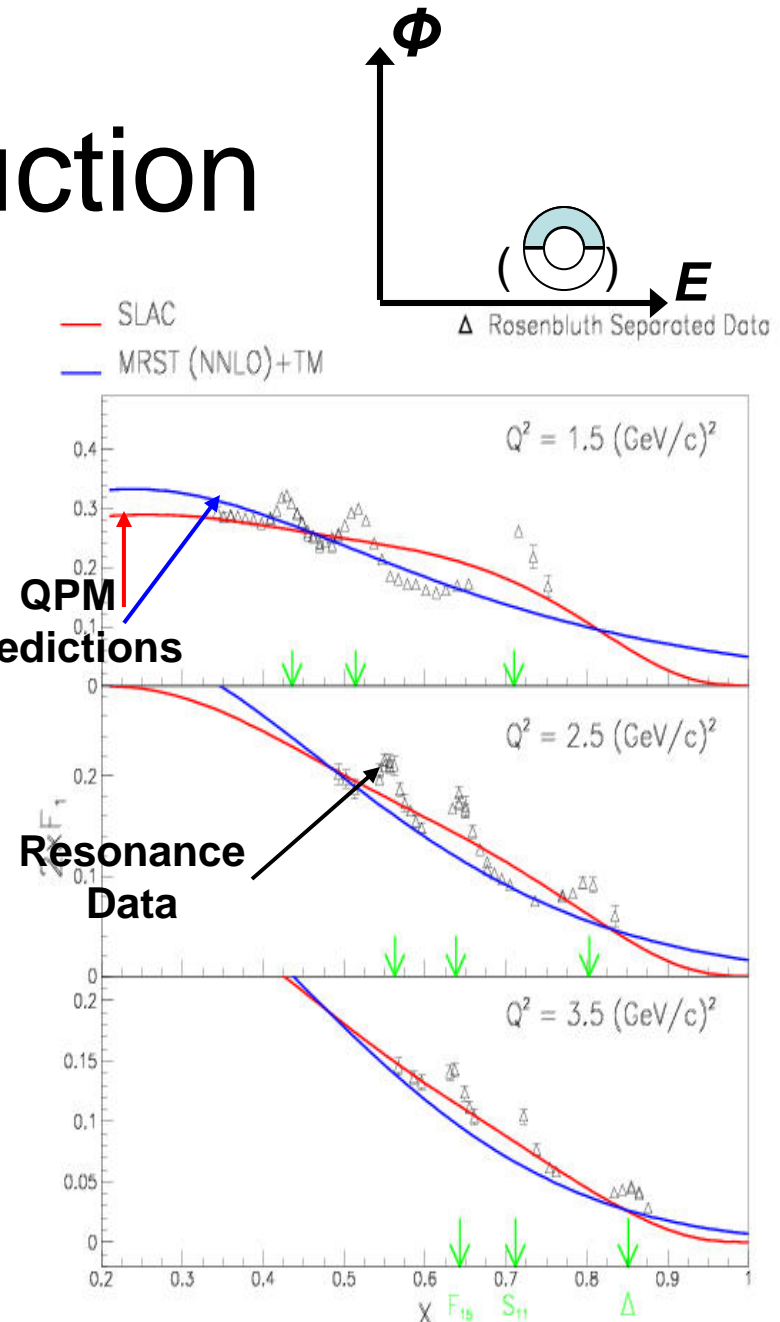 Φ
uction
( )
E
SLAC
Δ Rosenbluth Separated Data
MRST (NNLO)+TM
Q² = 1.5 (GeV/c)²
0.4
0.3
0.2
0.1
0
QPM
edictions
Q² = 2.5 (GeV/c)²
0.2
0.1
0
2xF₁
Resonance
Data
Q² = 3.5 (GeV/c)²
0.2
0.15
0.1
0.05
0
0.2 0.3 0.4 0.5 0.6 0.7 0.8 0.9 1
X F₁₅ S₁₁ Δ